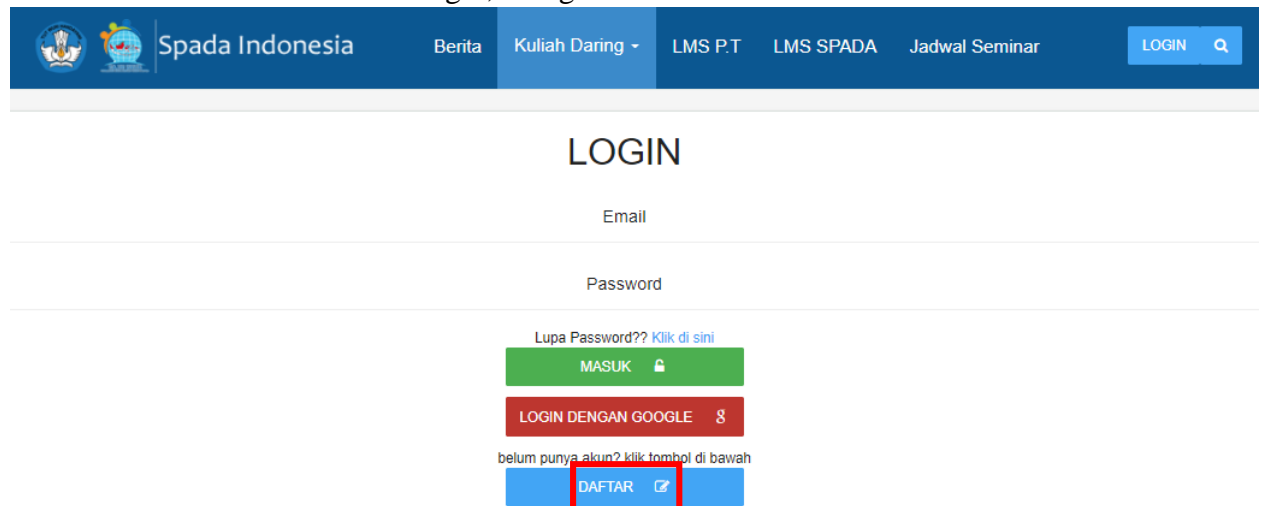 Spada Indonesia Berita Kuliah Daring LMS P.T LMS SPADA Jadwal Seminar LOGIN
LOGIN
Email
Password
Lupa Password?? Klik di sini
MASUK
LOGIN DENGAN GOOGLE g
belum punya akun? klik tombol di bawah
DAFTAR